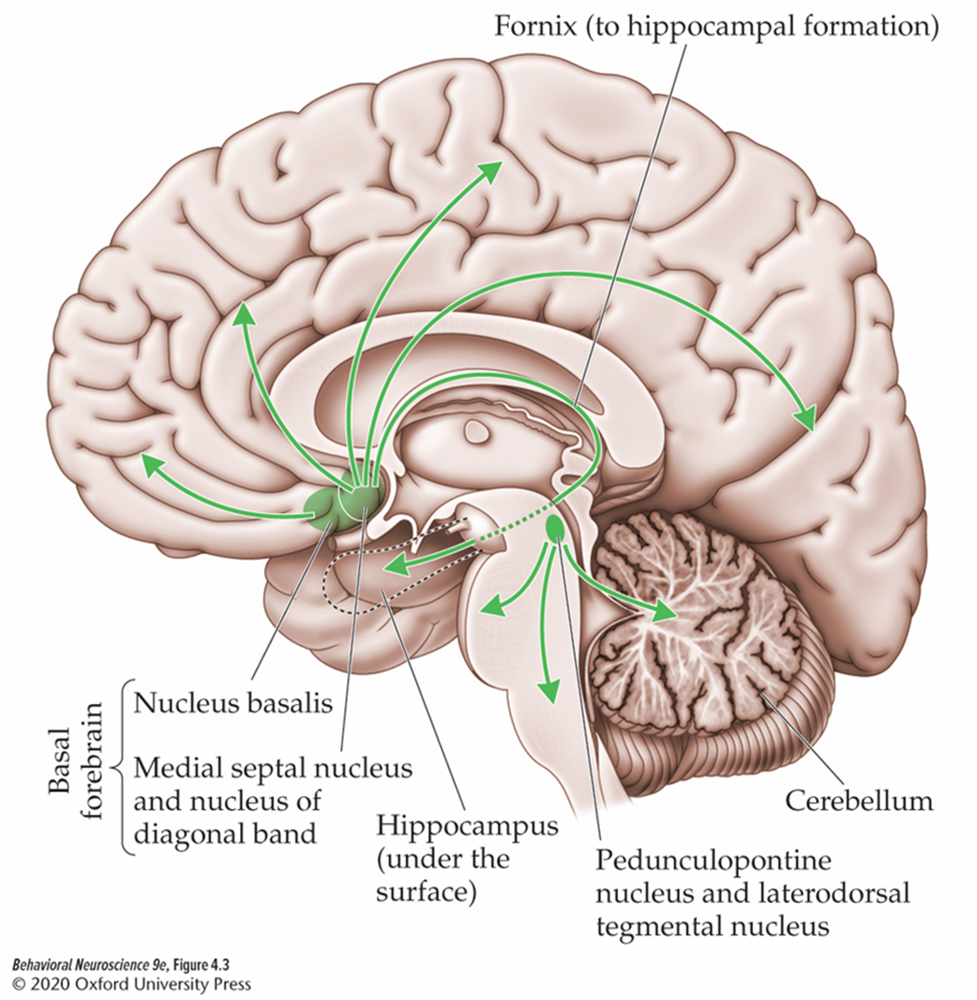 Fornix (to hippocampal formation)
Basal
forebrain
Nucleus basalis
Medial septal nucleus
and nucleus of
diagonal band
Hippocampus
(under the
surface)
Cerebellum
Pedunculopontine
nucleus and laterodorsal
tegmental nucleus
Behavioral Neuroscience 9e, Figure 4.3
© 2020 Oxford University Press